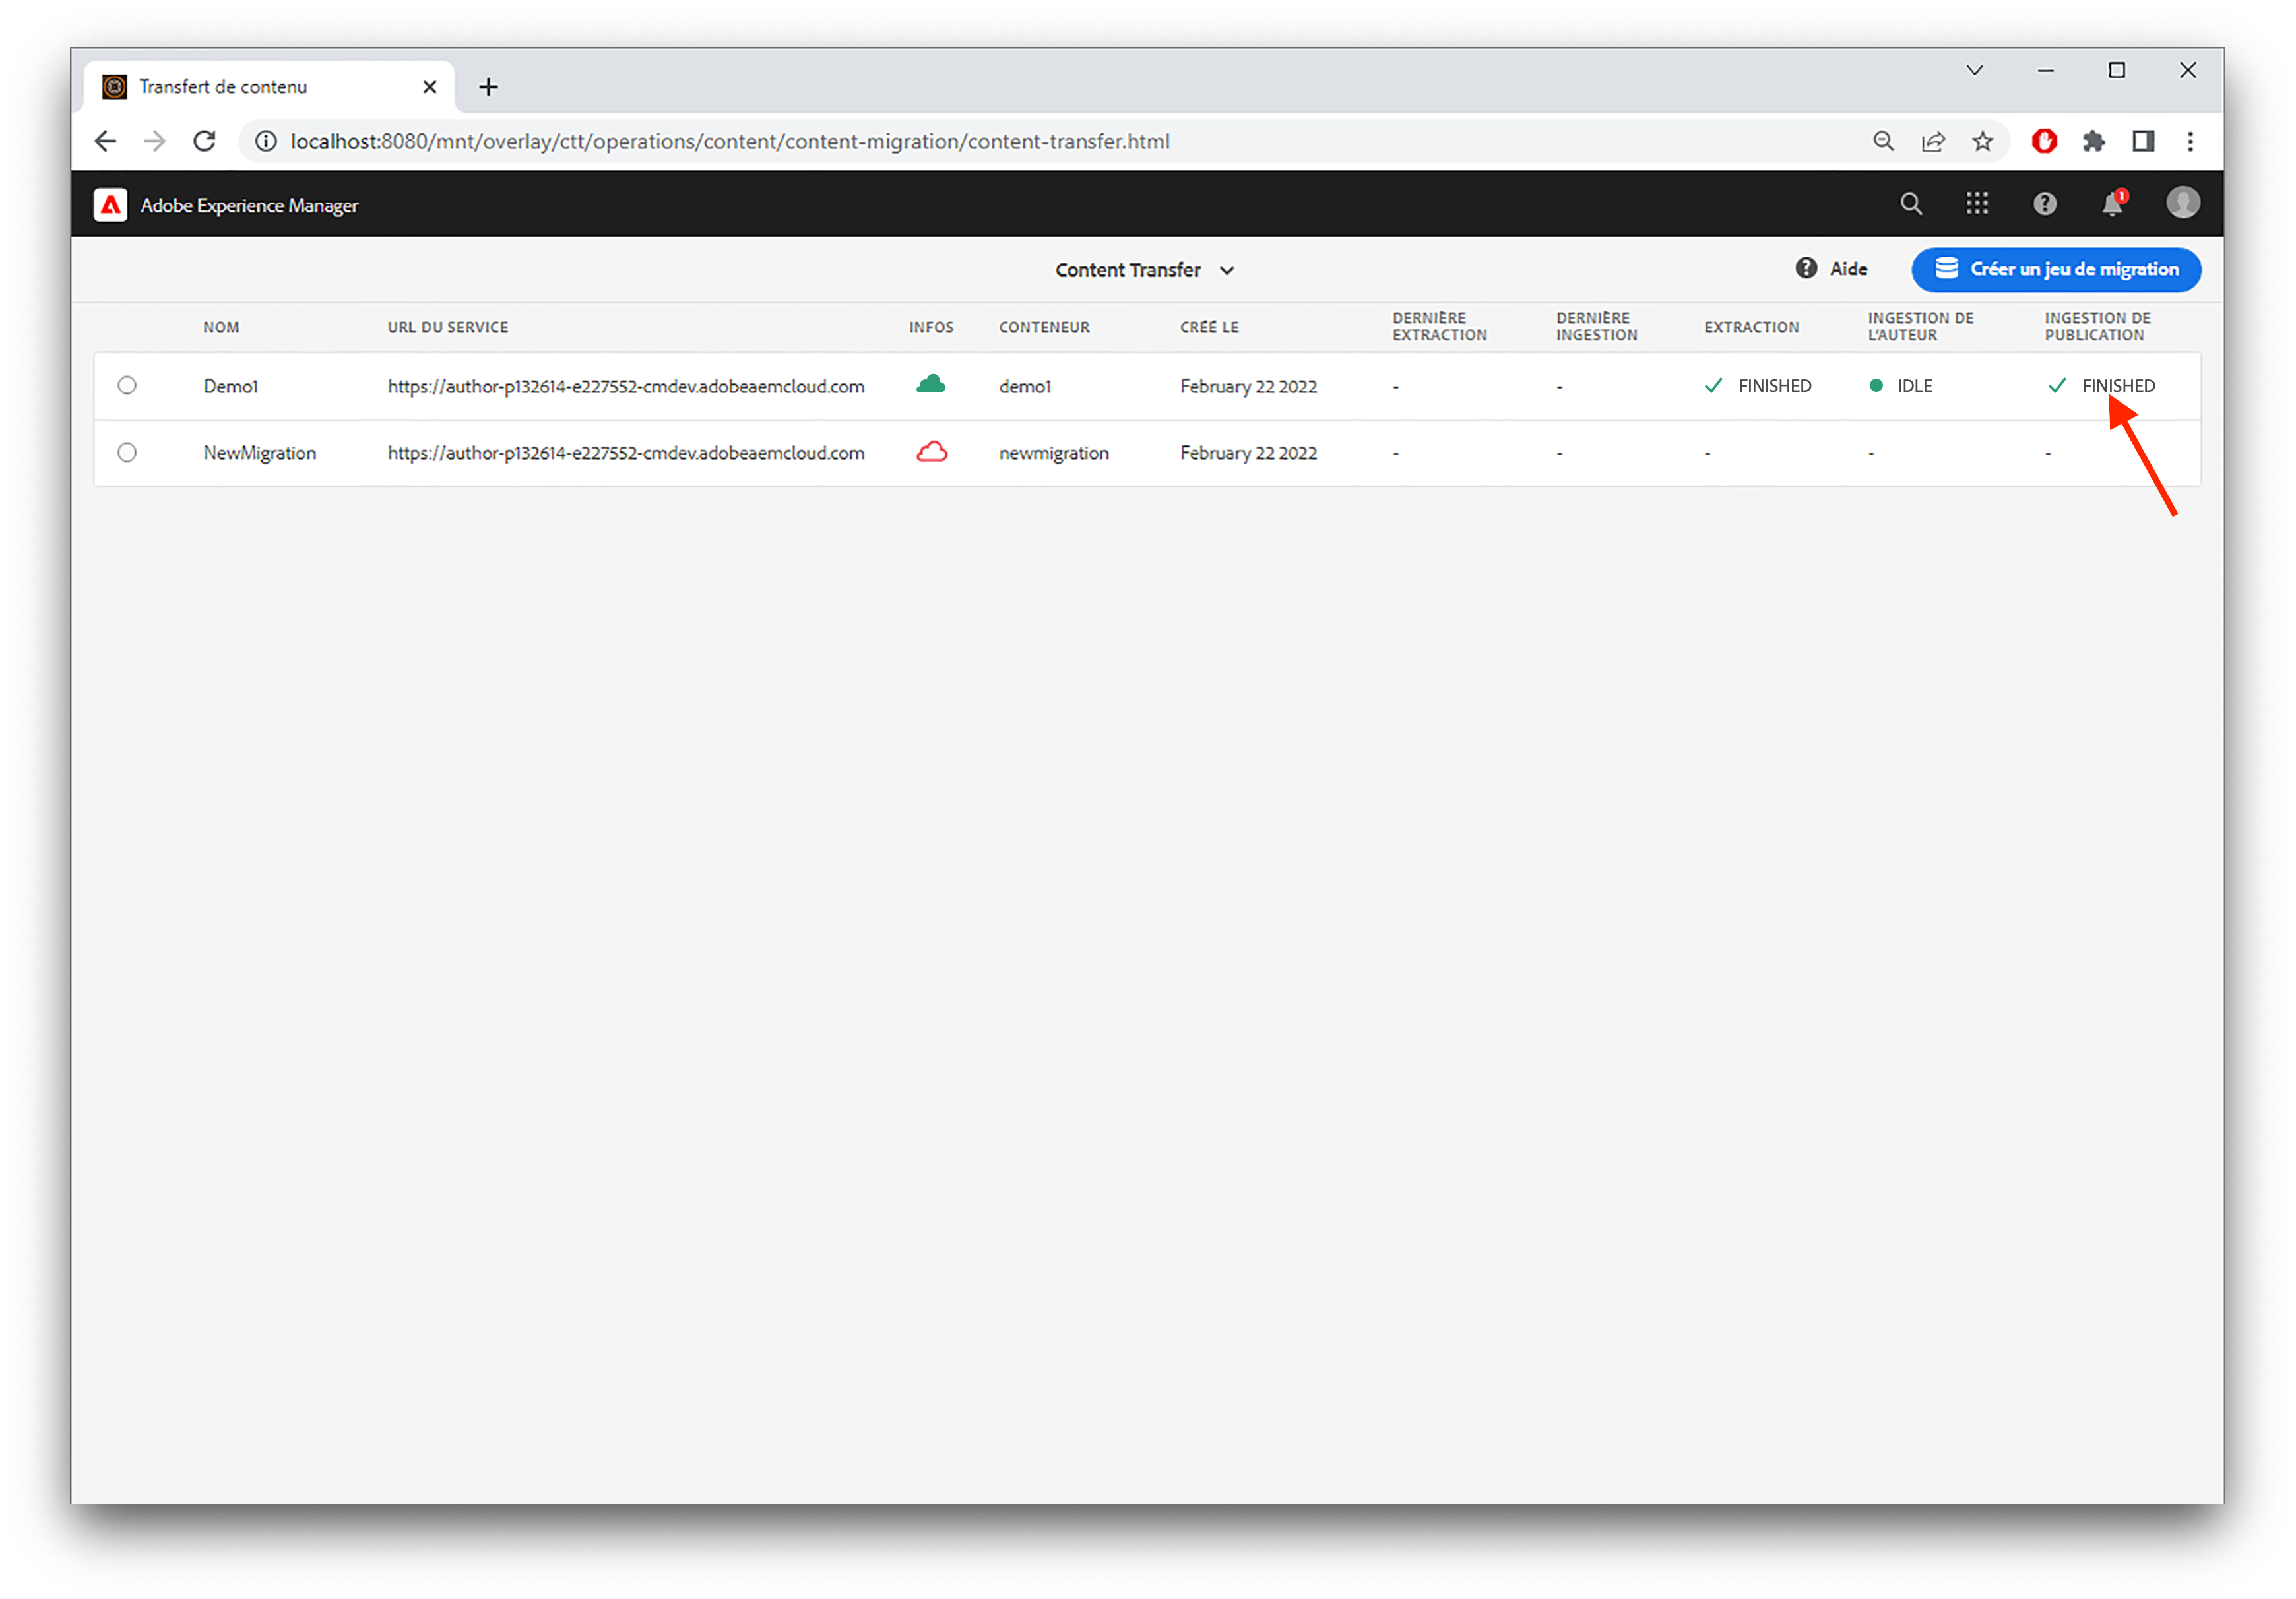 Transfert de contenu
localhost:8080/mnt/overlay/ctt/operations/content/content-migration/content-transfer.html
Adobe Experience Manager
1
Content Transfer
Aide
Créer un jeu de migration
NOM URL DU SERVICE INFOS CONTENEUR CRÉÉ LE DERNIÈRE EXTRACTION DERNIÈRE INGESTION EXTRACTION INGESTION DE L'AUTEUR INGESTION DE PUBLICATION
Demo1 https://author-p132614-e227552-cmdev.adobeaemcloud.com demo1 February 22 2022 - - FINISHED IDLE FINISHED
NewMigration https://author-p132614-e227552-cmdev.adobeaemcloud.com newmigration February 22 2022 - - - - -